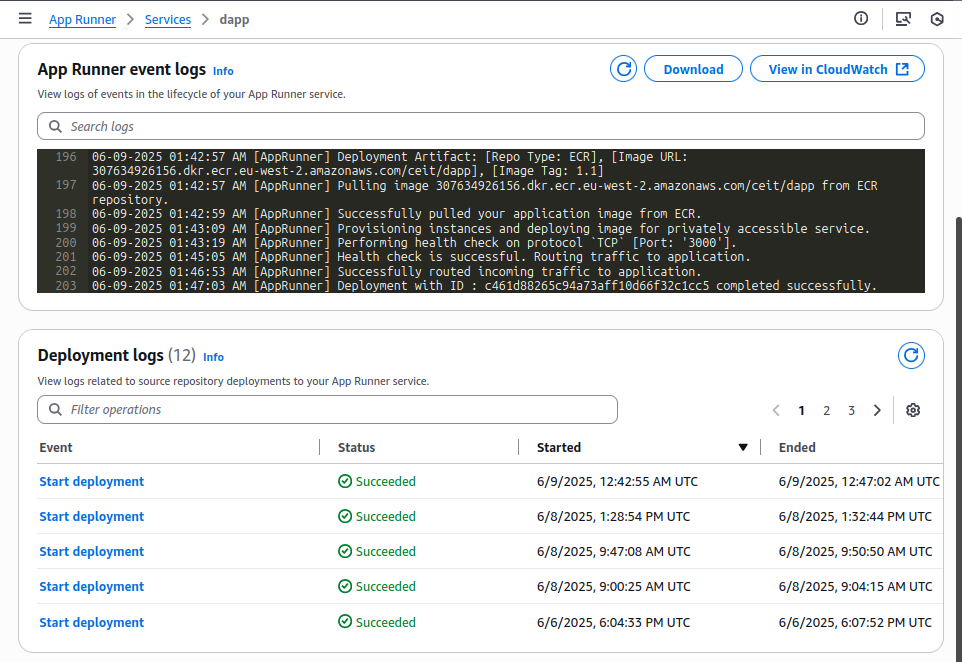 App Runner > Services > dapp
App Runner event logs Info
Download
View in CloudWatch
View logs of events in the lifecycle of your App Runner service.
Search logs
196 06-09-2025 01:42:57 AM [AppRunner] Deployment Artifact: [Repo Type: ECR], [Image URL:
307634926156.dkr.ecr.eu-west-2.amazonaws.com/ceit/dapp], [Image Tag: 1.1]
197 06-09-2025 01:42:57 AM [AppRunner] Pulling image 307634926156.dkr.ecr.eu-west-2.amazonaws.com/ceit/dapp from ECR
repository.
198 06-09-2025 01:42:59 AM [AppRunner] Successfully pulled your application image from ECR.
199 06-09-2025 01:43:09 AM [AppRunner] Provisioning instances and deploying image for privately accessible service.
200 06-09-2025 01:43:19 AM [AppRunner] Performing health check on protocol `TCP` [Port: '3000'].
201 06-09-2025 01:45:05 AM [AppRunner] Health check is successful. Routing traffic to application.
202 06-09-2025 01:46:53 AM [AppRunner] Successfully routed incoming traffic to application.
203 06-09-2025 01:47:03 AM [AppRunner] Deployment with ID : c461d88265c94a73aff10d66f32c1cc5 completed successfully.
Deployment logs (12) Info
View logs related to source repository deployments to your App Runner service.
Filter operations
1 2 3
Event Status Started Ended
Start deployment Succeeded 6/9/2025, 12:42:55 AM UTC 6/9/2025, 12:47:02 AM UTC
Start deployment Succeeded 6/8/2025, 1:28:54 PM UTC 6/8/2025, 1:32:44 PM UTC
Start deployment Succeeded 6/8/2025, 9:47:08 AM UTC 6/8/2025, 9:50:50 AM UTC
Start deployment Succeeded 6/8/2025, 9:00:25 AM UTC 6/8/2025, 9:04:15 AM UTC
Start deployment Succeeded 6/6/2025, 6:04:33 PM UTC 6/6/2025, 6:07:52 PM UTC